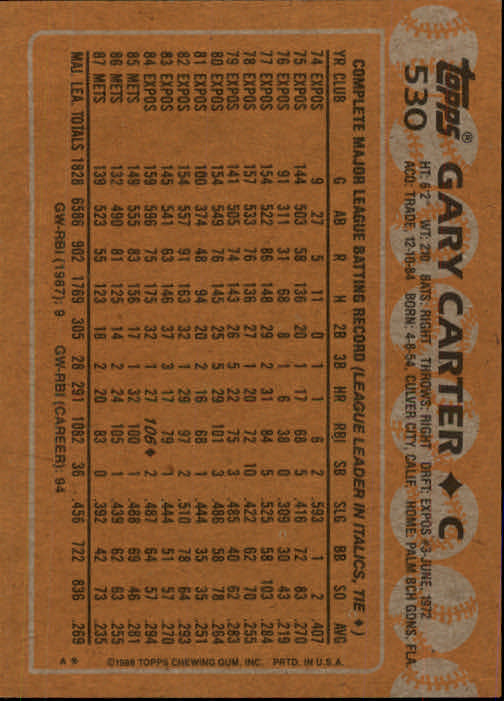 topps
530
GARY CARTER ♦ C
HT: 6'2" WT: 210 BATS: RIGHT THROWS: RIGHT DRFT: EXPOS #3-JUNE, 1972
ACQ: TRADE, 12-10-84 BORN: 4-8-54, CULVER CITY, CALIF. HOME: PALM BCH GDNS, FLA.
COMPLETE MAJOR LEAGUE BATTING RECORD (LEAGUE LEADER IN ITALICS, TIE ♦)
YR CLUB G AB R H 2B 3B HR RBI SB SLG BB SO AVG
74 EXPOS 9 27 5 11 0 1 1 6 2 .593 1 2 .407
75 EXPOS 144 503 58 136 20 1 17 68 5 .416 72 83 .270
76 EXPOS 91 311 31 68 8 1 6 38 0 .309 30 43 .219
77 EXPOS 154 522 86 148 29 2 31 84 5 .525 58 103 .284
78 EXPOS 157 533 76 136 27 1 20 72 10 .422 62 70 .255
79 EXPOS 141 505 74 143 26 5 22 75 3 .485 40 62 .283
80 EXPOS 154 549 76 145 25 5 29 101 3 .486 58 78 .264
81 EXPOS 100 374 48 94 20 2 16 68 1 .444 35 35 .251
82 EXPOS 154 557 91 163 32 1 29 97 2 .510 78 64 .293
83 EXPOS 145 541 63 146 37 3 17 79 1 .444 51 57 .270
84 EXPOS 159 596 75 175 32 1 27 106♦ 2 .487 64 57 .294
85 METS 149 555 83 156 17 1 32 100 1 .488 69 46 .281
86 METS 132 490 81 125 14 2 24 105 1 .439 62 63 .255
87 METS 139 523 55 123 18 2 20 83 0 .392 42 73 .235
MAJ. LEA. TOTALS 1828 6586 902 1769 305 28 291 1082 36 .456 722 836 .269
GW-RBI (1987): 9 GW-RBI (CAREER): 94
©1988 TOPPS CHEWING GUM, INC. PRTD. IN U.S.A.
A *